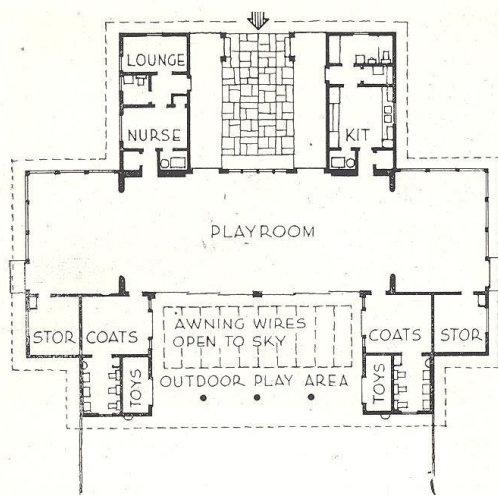 LOUNGE
NURSE
KIT
PLAYROOM
STOR
COATS
AWNING WIRES
OPEN TO SKY
COATS
STOR
TOYS
OUTDOOR PLAY AREA
TOYS